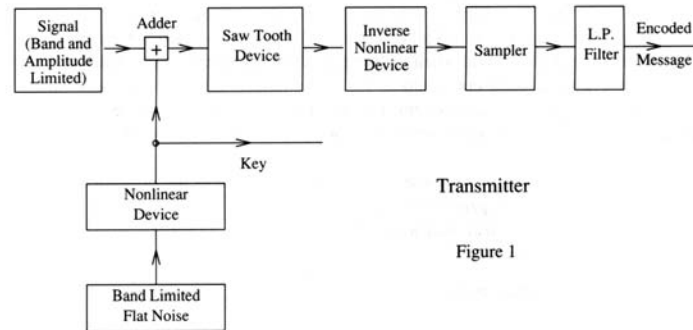 Signal
(Band and
Amplitude
Limited)
Adder
+
Saw Tooth
Device
Inverse
Nonlinear
Device
Sampler
L.P.
Filter
Encoded
Message
Key
Nonlinear
Device
Band Limited
Flat Noise
Transmitter
Figure 1